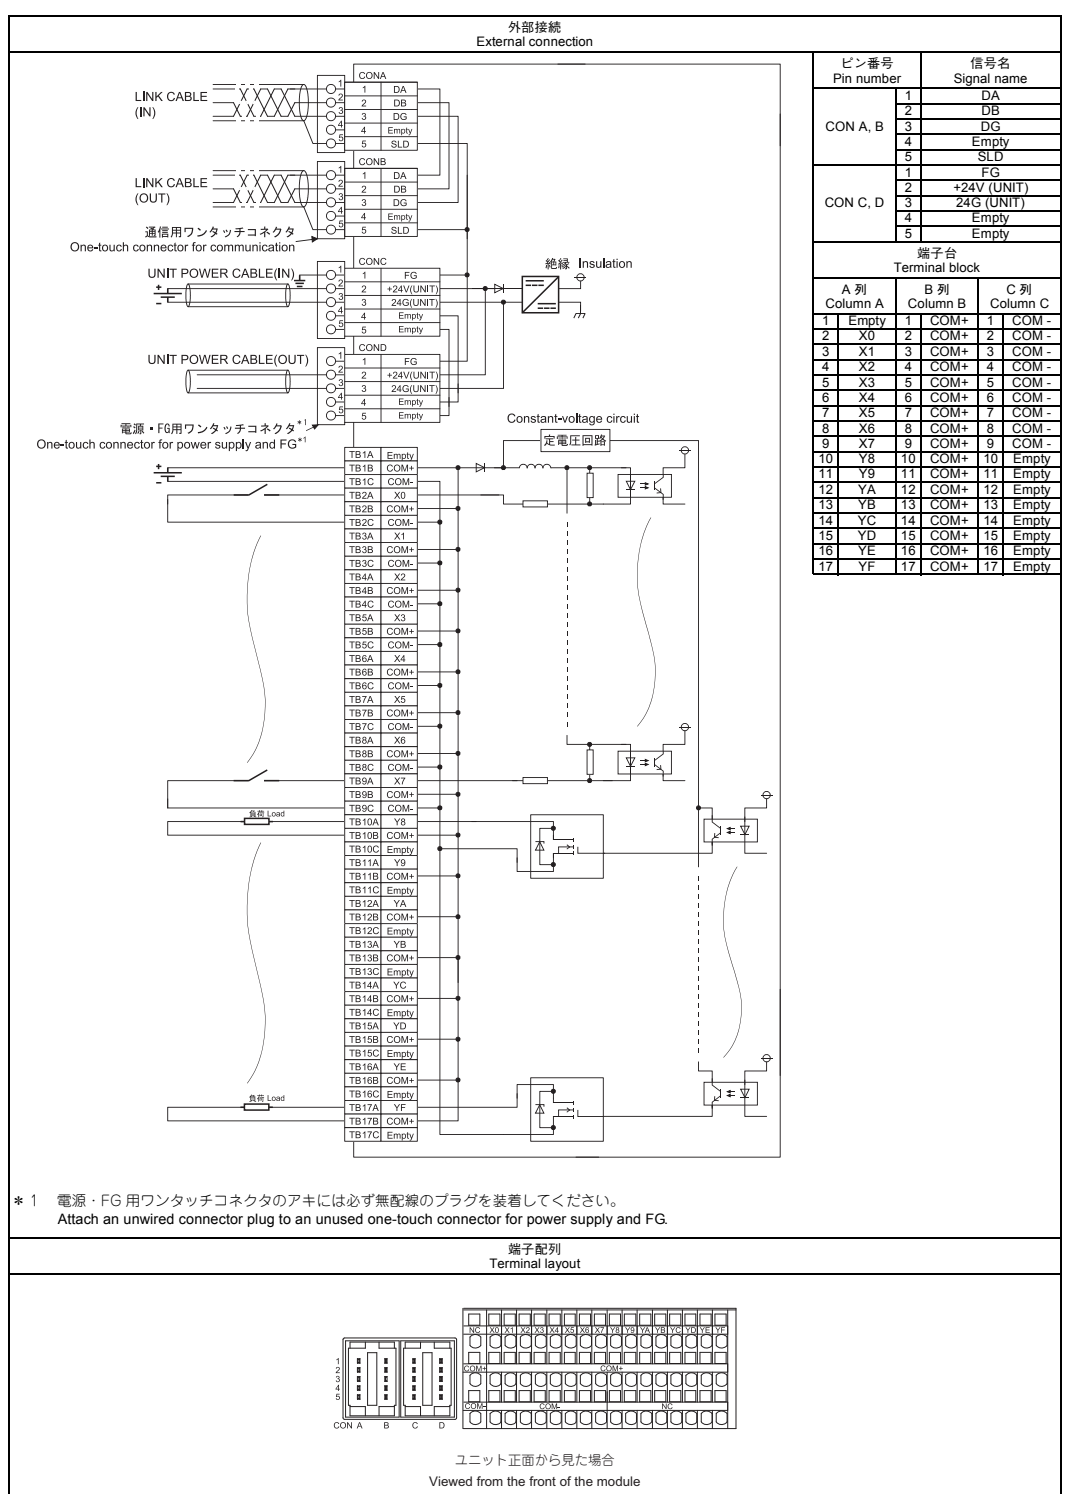 外部接続
External connection
CONA
1 DA
2 DB
3 DG
4 Empty
5 SLD
LINK CABLE
(IN)
1
2
3
4
5
CONB
1 DA
2 DB
3 DG
4 Empty
5 SLD
LINK CABLE
(OUT)
1
2
3
4
5
通信用ワンタッチコネクタ
One-touch connector for communication
CONC
1 FG
2 +24V(UNIT)
3 24G(UNIT)
4 Empty
5 Empty
UNIT POWER CABLE(IN)
+
-
1
2
3
4
5
絶縁 Insulation
COND
1 FG
2 +24V(UNIT)
3 24G(UNIT)
4 Empty
5 Empty
UNIT POWER CABLE(OUT)
1
2
3
4
5
電源・FG用ワンタッチコネクタ*1
One-touch connector for power supply and FG*1
Constant-voltage circuit
定電圧回路
+
-
TB1A Empty
TB1B COM+
TB1C COM-
TB2A X0
TB2B COM+
TB2C COM-
TB3A X1
TB3B COM+
TB3C COM-
TB4A X2
TB4B COM+
TB4C COM-
TB5A X3
TB5B COM+
TB5C COM-
TB6A X4
TB6B COM+
TB6C COM-
TB7A X5
TB7B COM+
TB7C COM-
TB8A X6
TB8B COM+
TB8C COM-
TB9A X7
TB9B COM+
TB9C COM-
負荷 Load
TB10A Y8
TB10B COM+
TB10C Empty
TB11A Y9
TB11B COM+
TB11C Empty
TB12A YA
TB12B COM+
TB12C Empty
TB13A YB
TB13B COM+
TB13C Empty
TB14A YC
TB14B COM+
TB14C Empty
TB15A YD
TB15B COM+
TB15C Empty
TB16A YE
TB16B COM+
TB16C Empty
負荷 Load
TB17A YF
TB17B COM+
TB17C Empty
ピン番号 信号名
Pin number Signal name
CON A, B
1 DA
2 DB
3 DG
4 Empty
5 SLD
CON C, D
1 FG
2 +24V (UNIT)
3 24G (UNIT)
4 Empty
5 Empty
端子台
Terminal block
A 列 B 列 C 列
Column A Column B Column C
1 Empty 1 COM+ 1 COM -
2 X0 2 COM+ 2 COM -
3 X1 3 COM+ 3 COM -
4 X2 4 COM+ 4 COM -
5 X3 5 COM+ 5 COM -
6 X4 6 COM+ 6 COM -
7 X5 7 COM+ 7 COM -
8 X6 8 COM+ 8 COM -
9 X7 9 COM+ 9 COM -
10 Y8 10 COM+ 10 Empty
11 Y9 11 COM+ 11 Empty
12 YA 12 COM+ 12 Empty
13 YB 13 COM+ 13 Empty
14 YC 14 COM+ 14 Empty
15 YD 15 COM+ 15 Empty
16 YE 16 COM+ 16 Empty
17 YF 17 COM+ 17 Empty
＊1 電源・FG 用ワンタッチコネクタのアキには必ず無配線のプラグを装着してください。
Attach an unwired connector plug to an unused one-touch connector for power supply and FG.
端子配列
Terminal layout
1
2
3
4
5
CON A B C D
NC X0 X1 X2 X3 X4 X5 X6 X7 Y8 Y9 YA YB YC YD YE YF
COM+ COM+
COM- COM- NC
ユニット正面から見た場合
Viewed from the front of the module